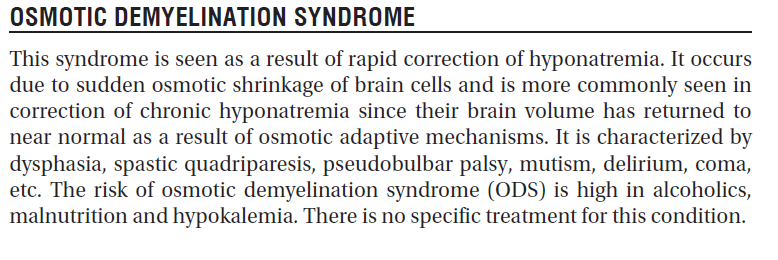 OSMOTIC DEMYELINATION SYNDROME
This syndrome is seen as a result of rapid correction of hyponatremia. It occurs
due to sudden osmotic shrinkage of brain cells and is more commonly seen in
correction of chronic hyponatremia since their brain volume has returned to
near normal as a result of osmotic adaptive mechanisms. It is characterized by
dysphasia, spastic quadriparesis, pseudobulbar palsy, mutism, delirium, coma,
etc. The risk of osmotic demyelination syndrome (ODS) is high in alcoholics,
malnutrition and hypokalemia. There is no specific treatment for this condition.